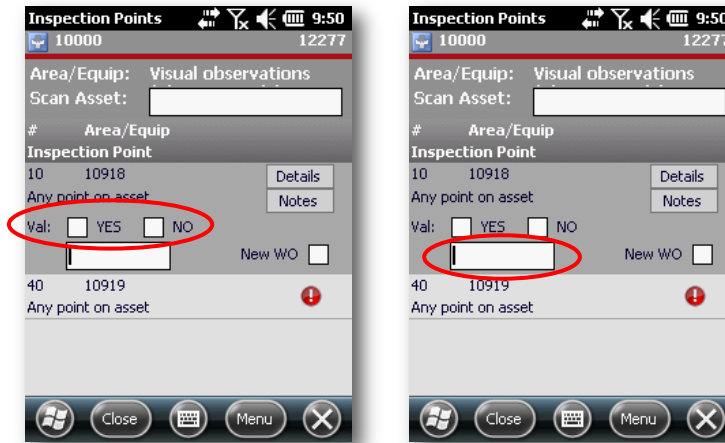 Inspection Points 9:50
10000 12277
Area/Equip: Visual observations
Scan Asset:
# Area/Equip
Inspection Point
10 10918 Details
Any point on asset Notes
Val: YES NO
New WO
40 10919
Any point on asset
Close Menu
Inspection Points 9:50
10000 12277
Area/Equip: Visual observations
Scan Asset:
# Area/Equip
Inspection Point
10 10918 Details
Any point on asset Notes
Val: YES NO
New WO
40 10919
Any point on asset
Close Menu